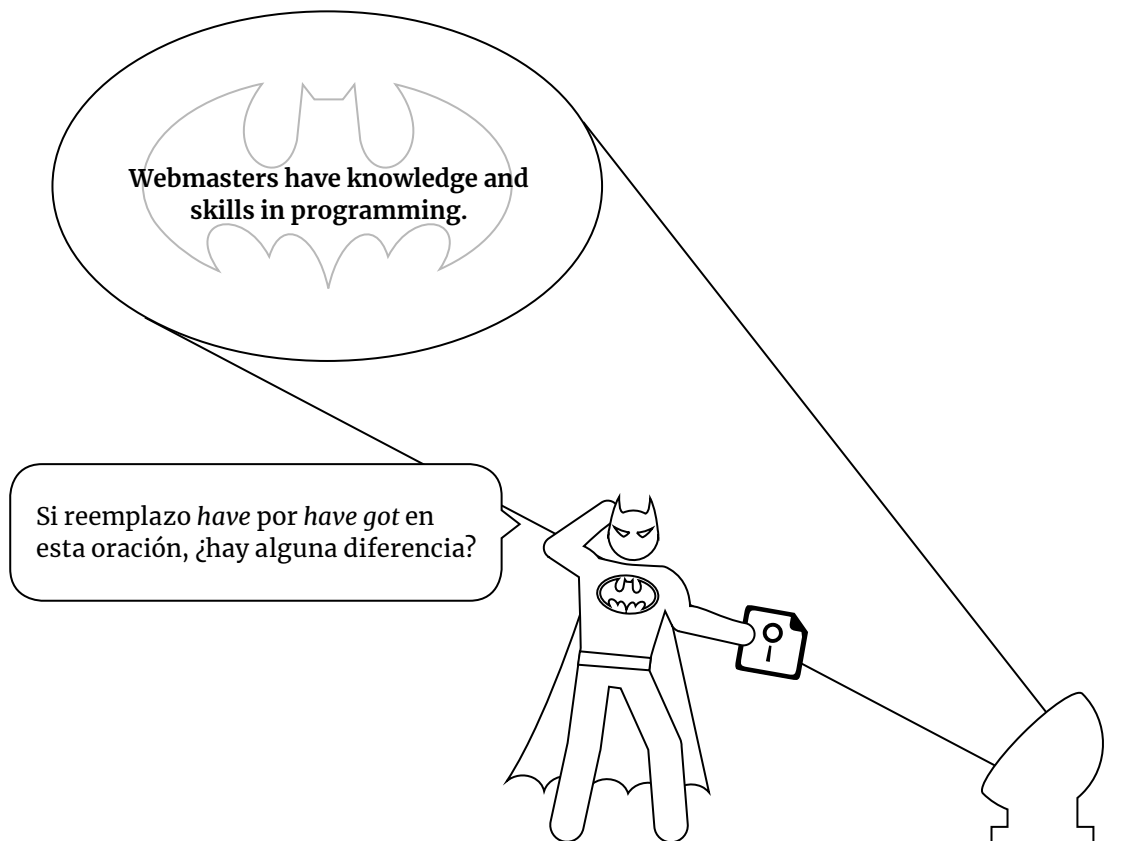 Webmasters have knowledge and
skills in programming.
Si reemplazo have por have got en
esta oración, ¿hay alguna diferencia?